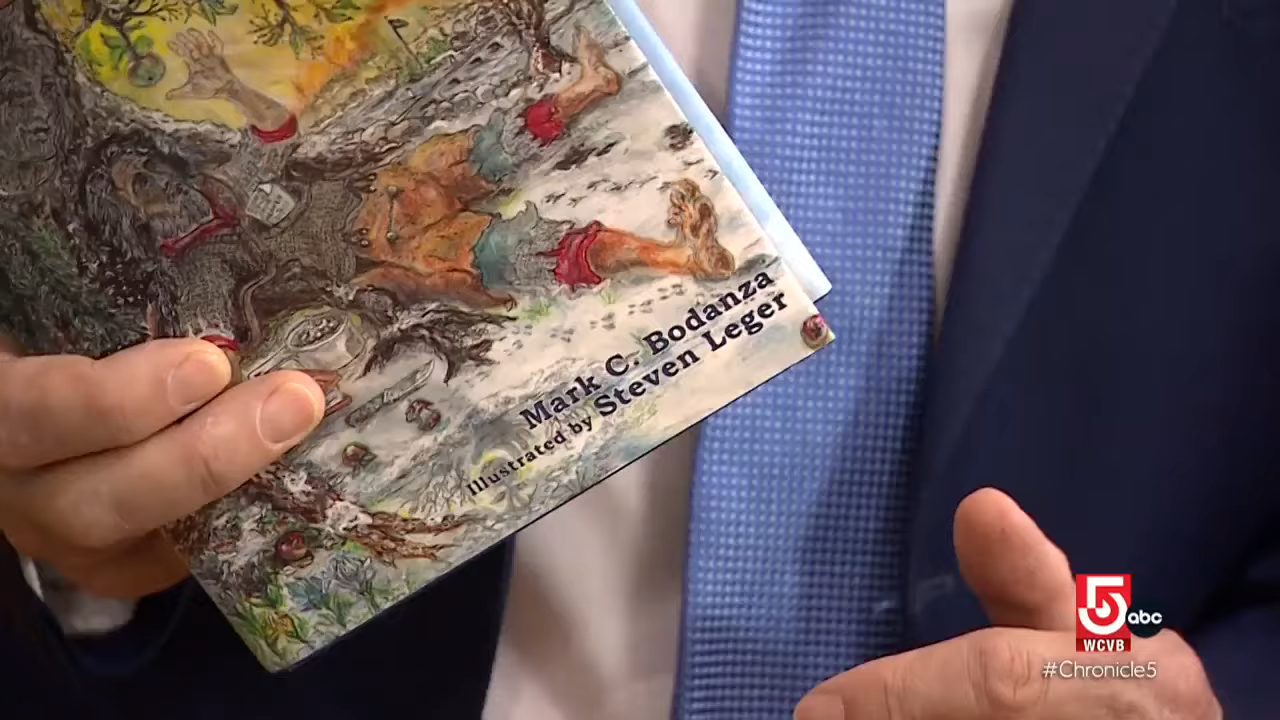 Mark C. Bodanza
Illustrated by Steven Leger
5 abc
WCVB
#Chronicle5